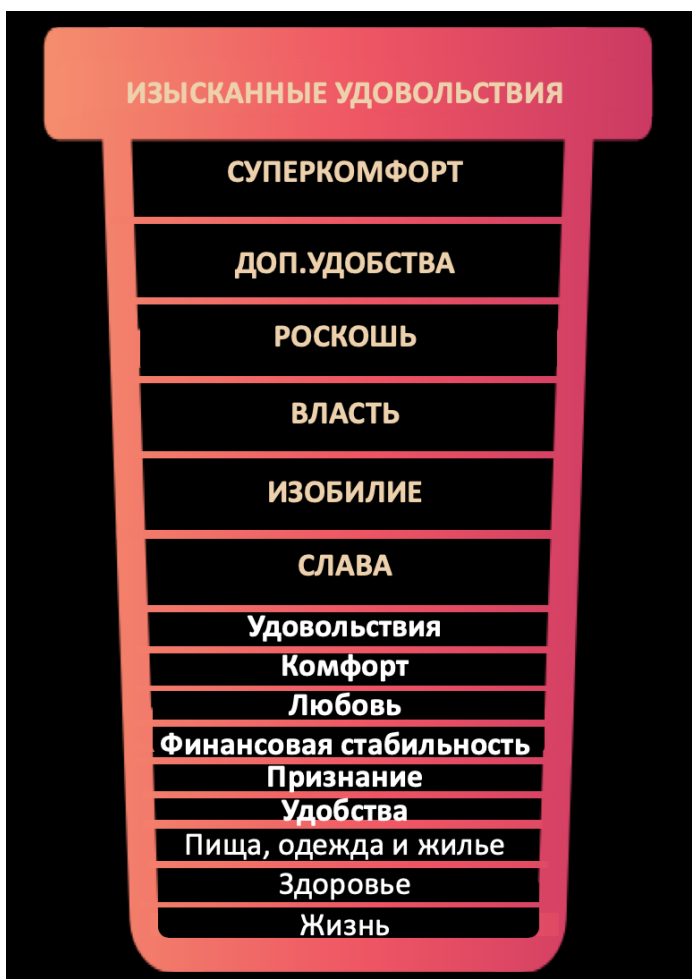 ИЗЫСКАННЫЕ УДОВОЛЬСТВИЯ
СУПЕРКОМФОРТ
ДОП.УДОБСТВА
РОСКОШЬ
ВЛАСТЬ
ИЗОБИЛИЕ
СЛАВА
Удовольствия
Комфорт
Любовь
Финансовая стабильность
Признание
Удобства
Пища, одежда и жилье
Здоровье
Жизнь